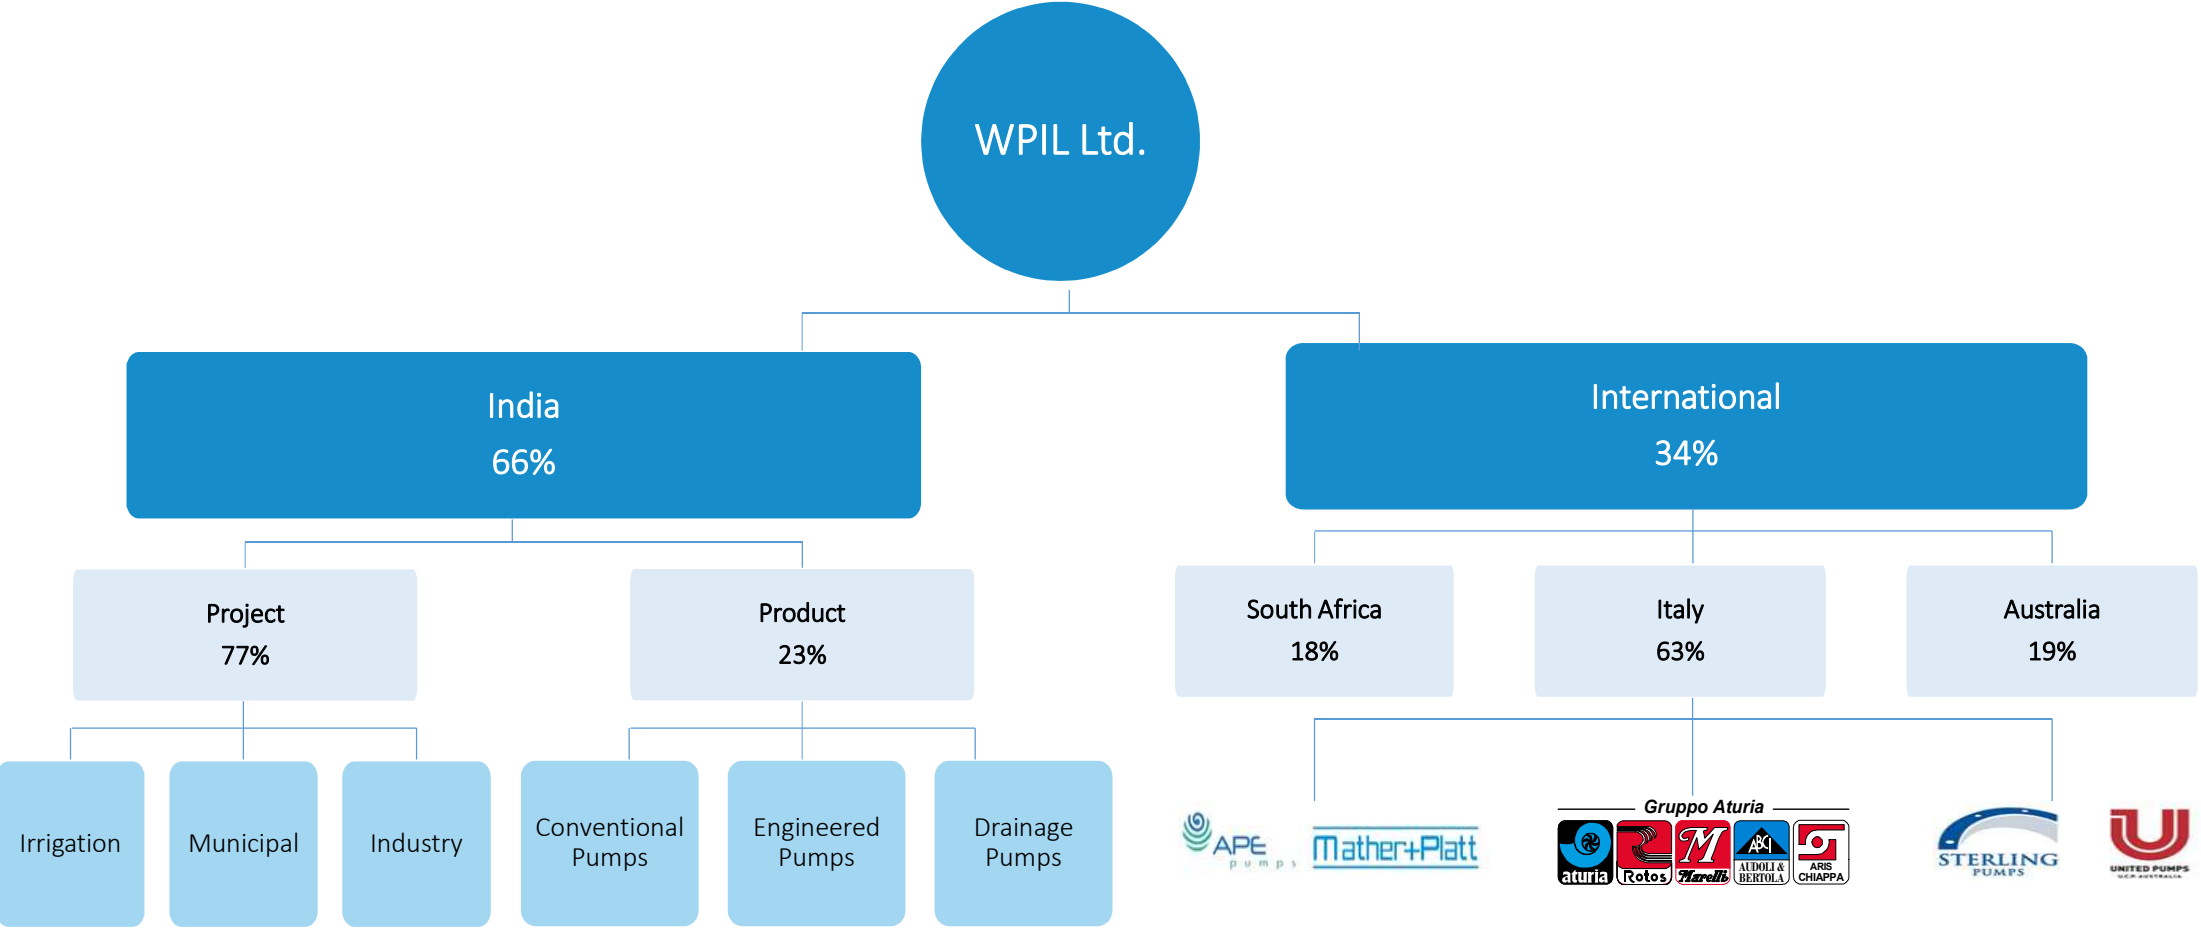 WPIL Ltd.
India
66%
International
34%
Project
77%
Product
23%
South Africa
18%
Italy
63%
Australia
19%
Irrigation
Municipal
Industry
Conventional
Pumps
Engineered
Pumps
Drainage
Pumps
APE
pumps
Mather+Platt
Gruppo Aturia
aturia
Rotos
M
Marelli
ABC
AUDOLI &
BERTOLA
ARIS
CHIAPPA
STERLING
PUMPS
UNITED PUMPS
U.C.P. AUSTRALIA